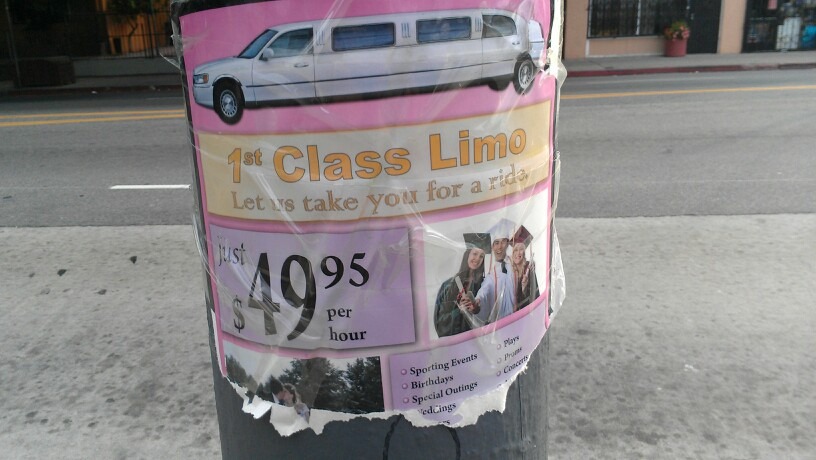 1st Class Limo
Let us take you for a ride.
just
$49 95
per
hour
Sporting Events
Birthdays
Special Outings
eddings
Plays
Proms
Concerts